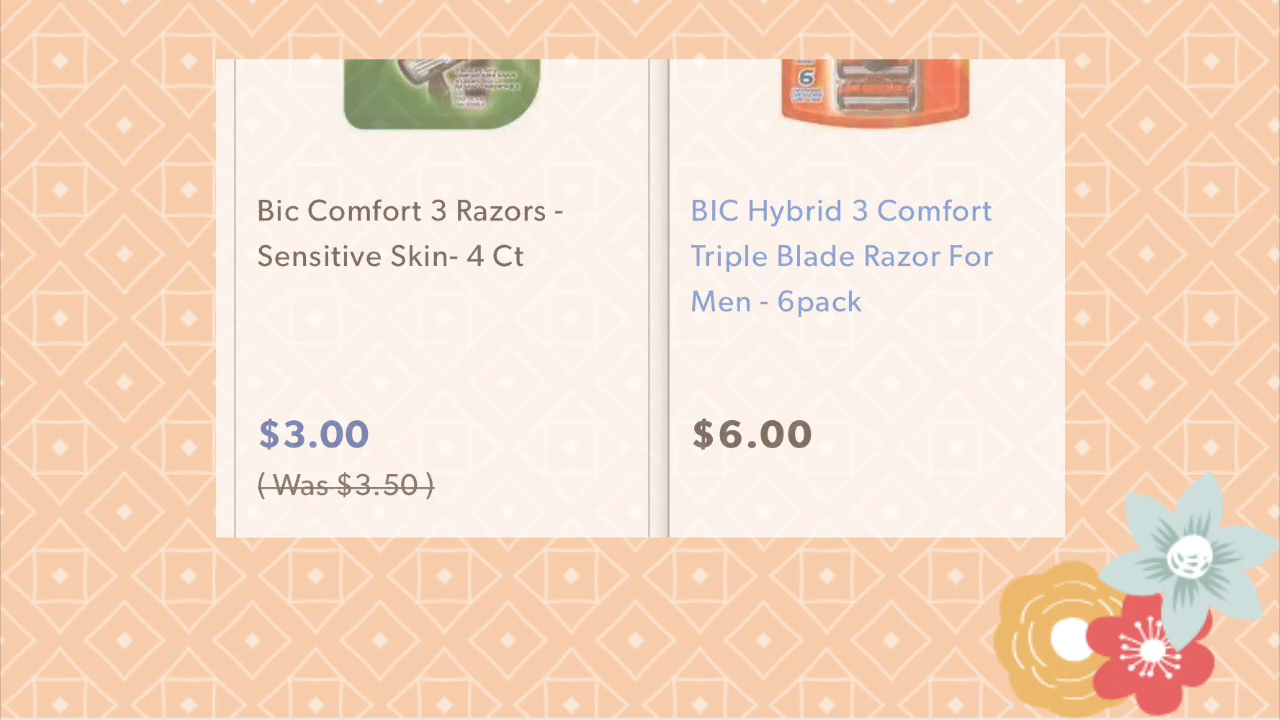 6
Bic Comfort 3 Razors -
Sensitive Skin- 4 Ct
$3.00
( Was $3.50 )
BIC Hybrid 3 Comfort
Triple Blade Razor For
Men - 6pack
$6.00